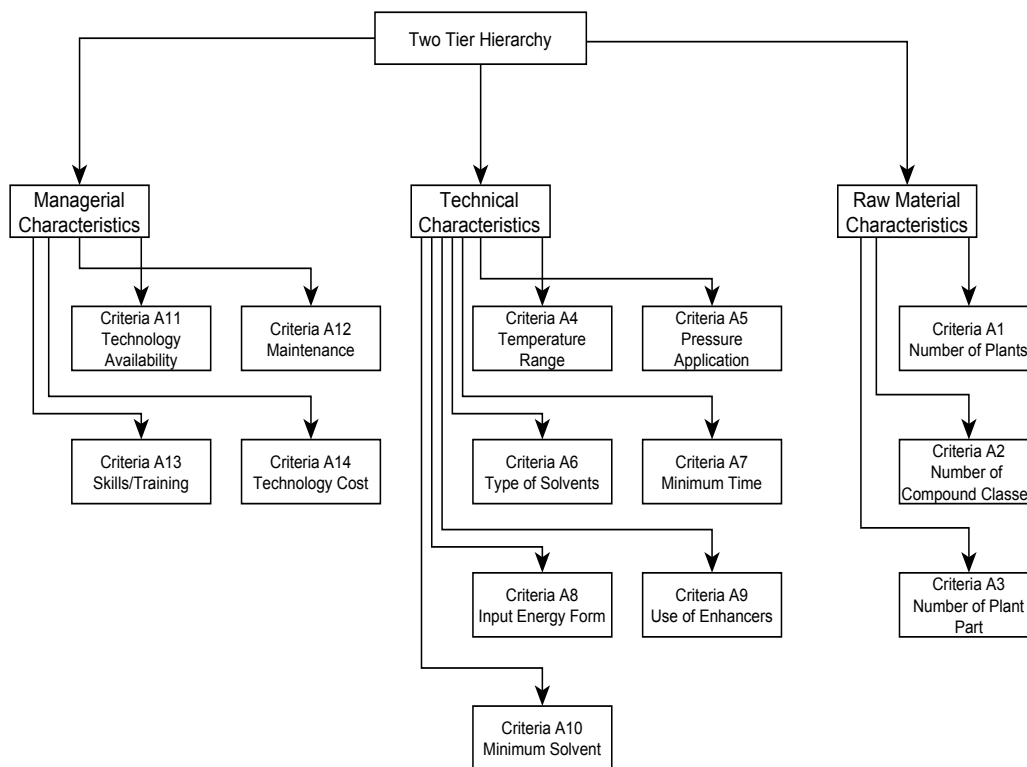 Two Tier Hierarchy
Managerial
Characteristics
Technical
Characteristics
Raw Material
Characteristics
Criteria A11
Technology
Availability
Criteria A12
Maintenance
Criteria A4
Temperature
Range
Criteria A5
Pressure
Application
Criteria A1
Number of Plants
Criteria A13
Skills/Training
Criteria A14
Technology Cost
Criteria A6
Type of Solvents
Criteria A7
Minimum Time
Criteria A2
Number of
Compound Classe
Criteria A8
Input Energy Form
Criteria A9
Use of Enhancers
Criteria A3
Number of Plant
Part
Criteria A10
Minimum Solvent